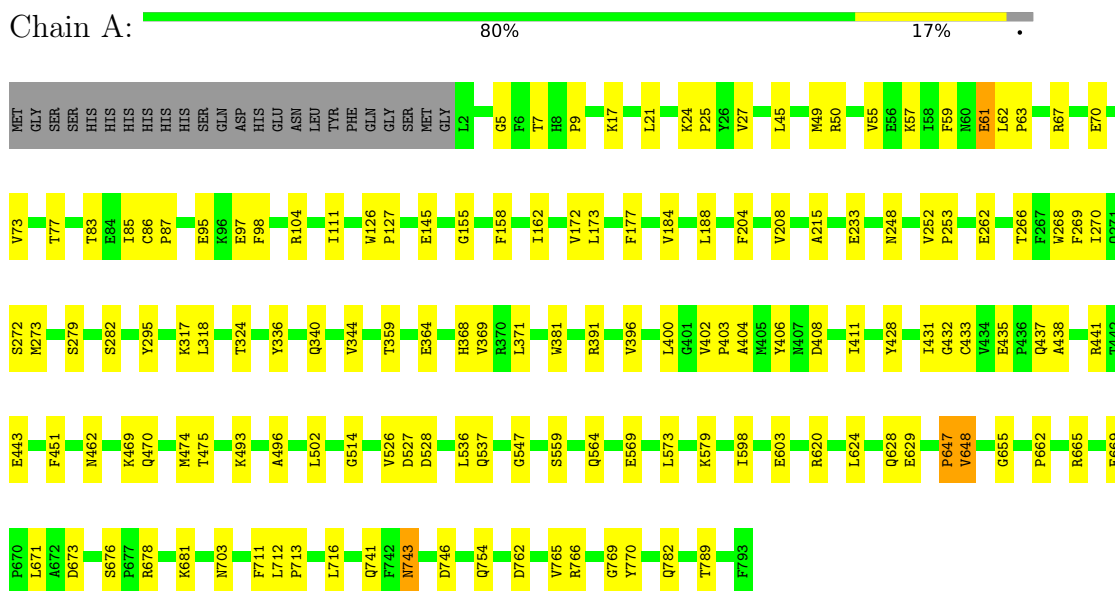 Chain A:
80% 17% •
MET GLY SER SER HIS HIS HIS HIS HIS HIS SER GLN ASP HIS GLU ASN LEU TYR PHE GLN GLY SER MET GLY L2 G5 F6 T7 H8 P9 K17 L21 K24 P25 Y26 V27 L45 M49 R50 V55 E56 K57 I58 F59 N60 E61 L62 P63 R67 E70
V73 T77 T83 E84 I85 C86 P87 E95 K96 E97 F98 R104 I111 W126 P127 E145 G155 F158 I162 V172 L173 F177 V184 L188 F204 V208 A215 E233 N248 V252 P253 E262 T266 F267 W268 F269 I270 P271
S272 M273 S279 S282 Y295 K317 L318 T324 Y336 Q340 V344 T359 E364 H368 V369 R370 L371 W381 R391 V396 L400 G401 V402 P403 A404 M405 Y406 N407 D408 I411 Y428 I431 G432 C433 V434 E435 P436 Q437 A438 R441 T442
E443 F451 N462 K469 Q470 M474 T475 K493 A496 L502 G514 V526 D527 D528 L536 Q537 G547 S559 Q564 E569 L573 K579 I598 E603 R620 L624 Q628 E629 P647 V648 G655 P662 R665 E669
P670 L671 A672 D673 S676 P677 R678 K681 N703 F711 L712 P713 L716 Q741 F742 N743 D746 Q754 D762 V765 R766 G769 Y770 Q782 T789 F793